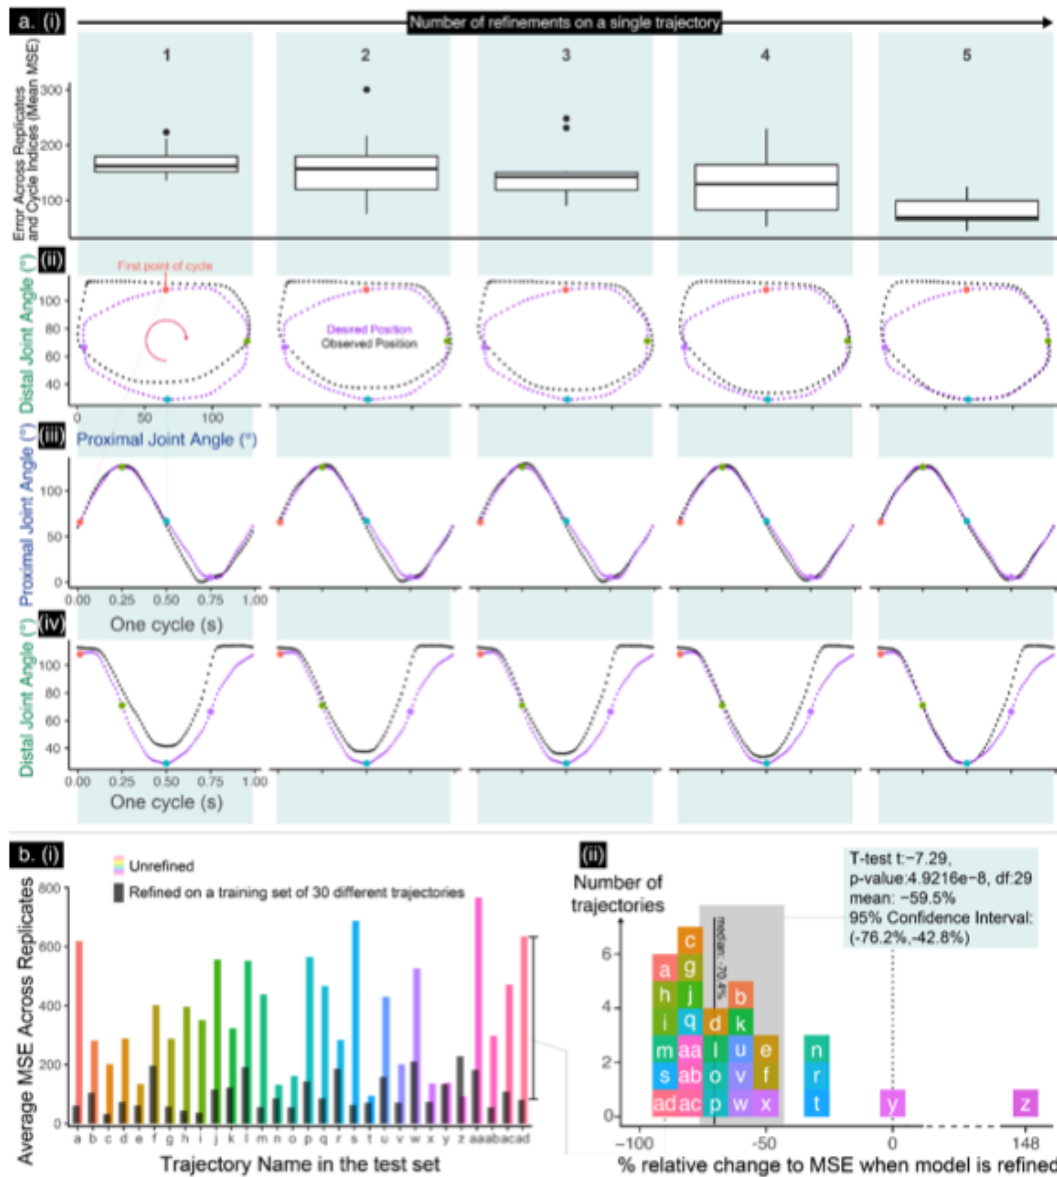 a. (i)
Number of refinements on a single trajectory
1 2 3 4 5
Error Across Replicates
and Cycle Indices (Mean MSE)
300
200
100
(ii)
First point of cycle
Desired Position
Observed Position
Distal Joint Angle (°)
100
80
60
40
0 50 100
Proximal Joint Angle (°)
(iii)
Proximal Joint Angle (°)
100
50
0
0.00 0.25 0.50 0.75 1.00
One cycle (s)
(iv)
Distal Joint Angle (°)
100
80
60
40
0.00 0.25 0.50 0.75 1.00
One cycle (s)
b. (i)
Unrefined
Refined on a training set of 30 different trajectories
Average MSE Across Replicates
800
600
400
200
0
a b c d e f g h i j k l m n o p q r s t u v w x y z aa ab ac ad
Trajectory Name in the test set
(ii)
Number of
trajectories
T-test t:−7.29,
p-value:4.9216e−8, df:29
mean: −59.5%
95% Confidence Interval:
(-76.2%,-42.8%)
median: -70.4%
6
4
2
0
c
a g
h j b
i q d k
m aa l u e n
s ab o v f r
ad ac p w x t y z
−100 −50 0 148
% relative change to MSE when model is refined